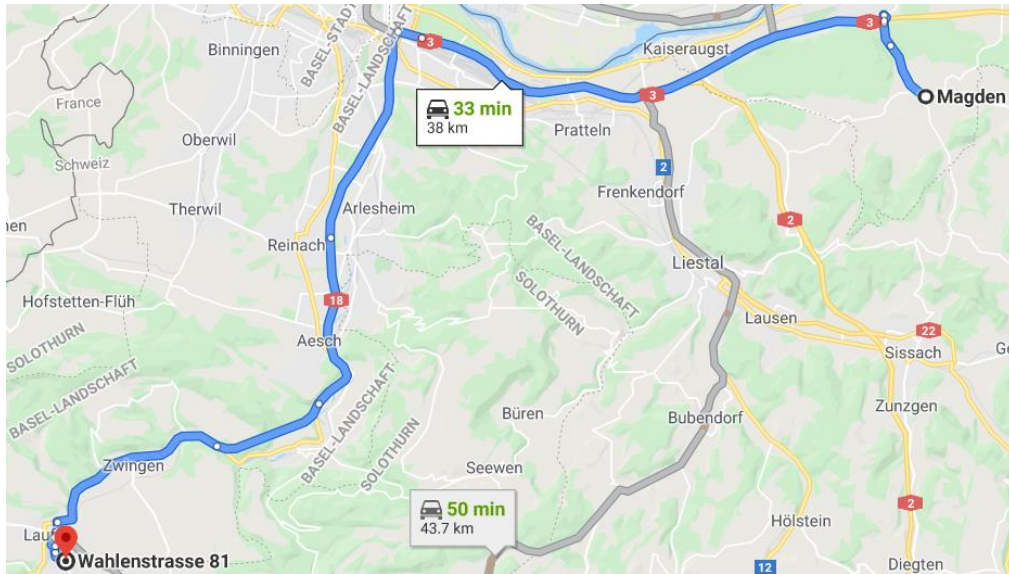 Binningen
BASEL-STADT
BASEL-LANDSCHAFT
3
Kaiseraugst
3
France
33 min
38 km
3
Magden
Pratteln
Oberwil
Schweiz
2
Frenkendorf
Therwil
Arlesheim
2
Reinach
BASEL-LANDSCHAFT
SOLOTHURN
Liestal
Hofstetten-Flüh
18
Lausen
SOLOTHURN
Aesch
22
Sissach
BASEL-LANDSCHAFT
Büren
Bubendorf
Zunzgen
BASEL-LANDSCHAFT
SOLOTHURN
Zwingen
Seewen
50 min
43.7 km
2
Hölstein
Wahlenstrasse 81
12
Diegten